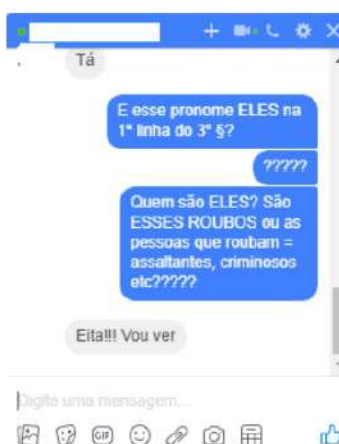 Tá
E esse pronome ELES na
1ª linha do 3º §?
?????
Quem são ELES? São
ESSES ROUBOS ou as
pessoas que roubam =
assaltantes, criminosos
etc?????
Eita!!! Vou ver
Digite uma mensagem...
GIF